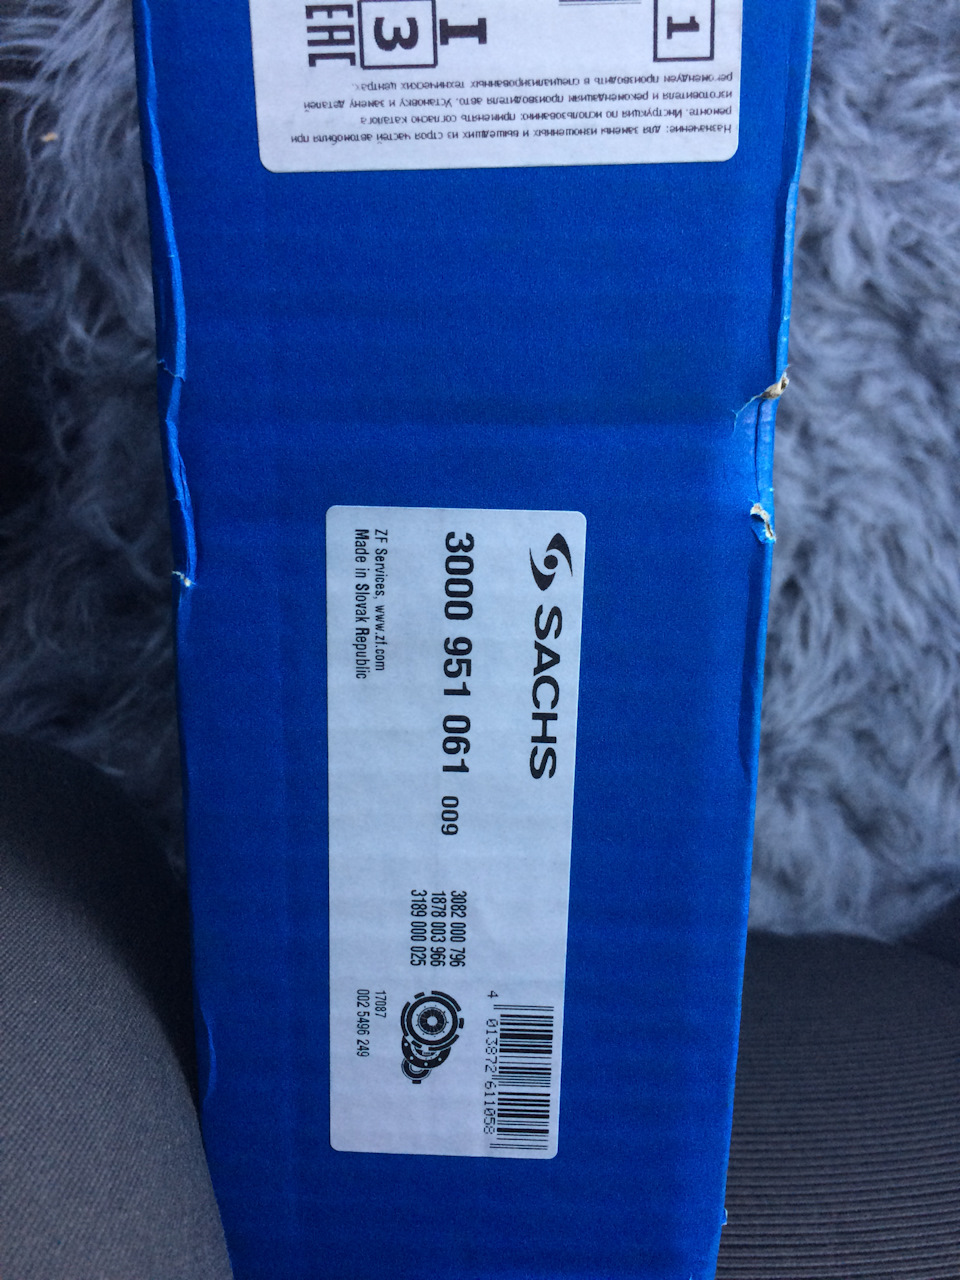 SACHS
3000 951 061 009
ZF Services, www.zf.com
Made in Slovak Republic
3082 000 796
1878 003 966
3189 000 025
17087
002 5496 249
4 013872 611058
Назначение: для замены изношенных и вышедших из строя частей автомобиля при
ремонте. Инструкция по использованию: применять согласно каталога
изготовителя и рекомендациям производителя авто. Установку и замену деталей
рекомендуем производить в специализированных технических центрах.
EAC
3
I
1